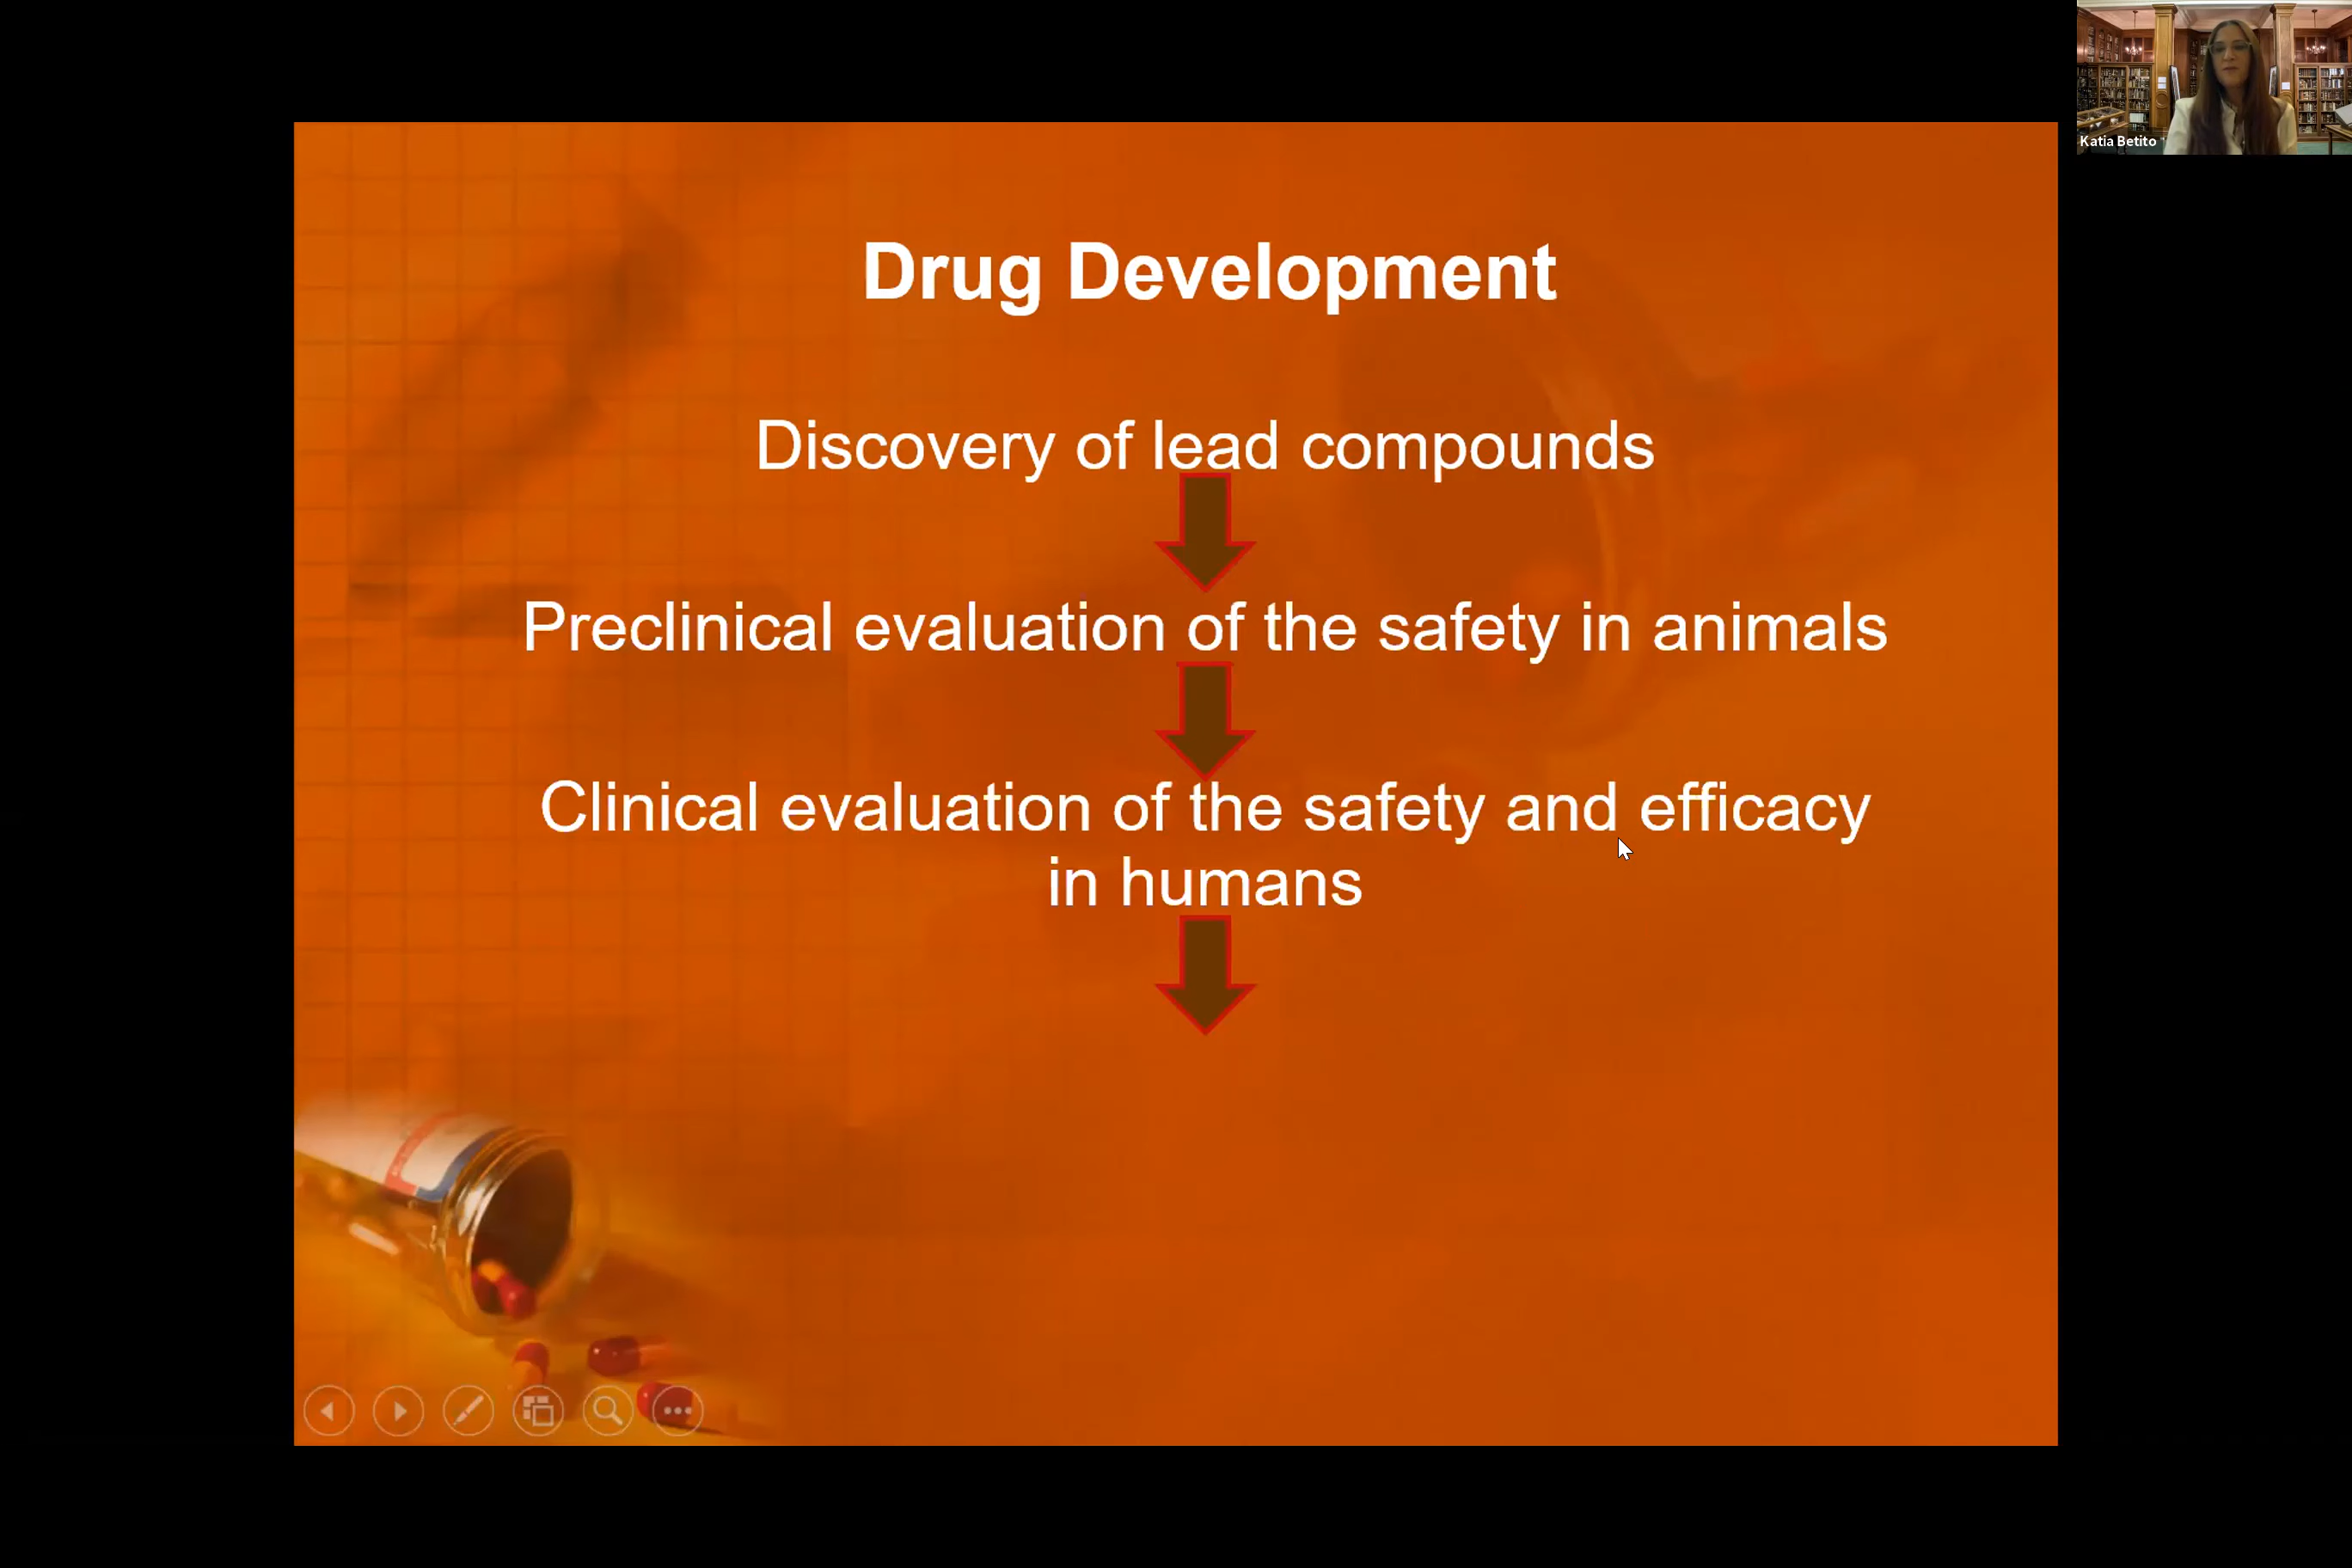 Katia Betito
Drug Development
Discovery of lead compounds
Preclinical evaluation of the safety in animals
Clinical evaluation of the safety and efficacy
in humans